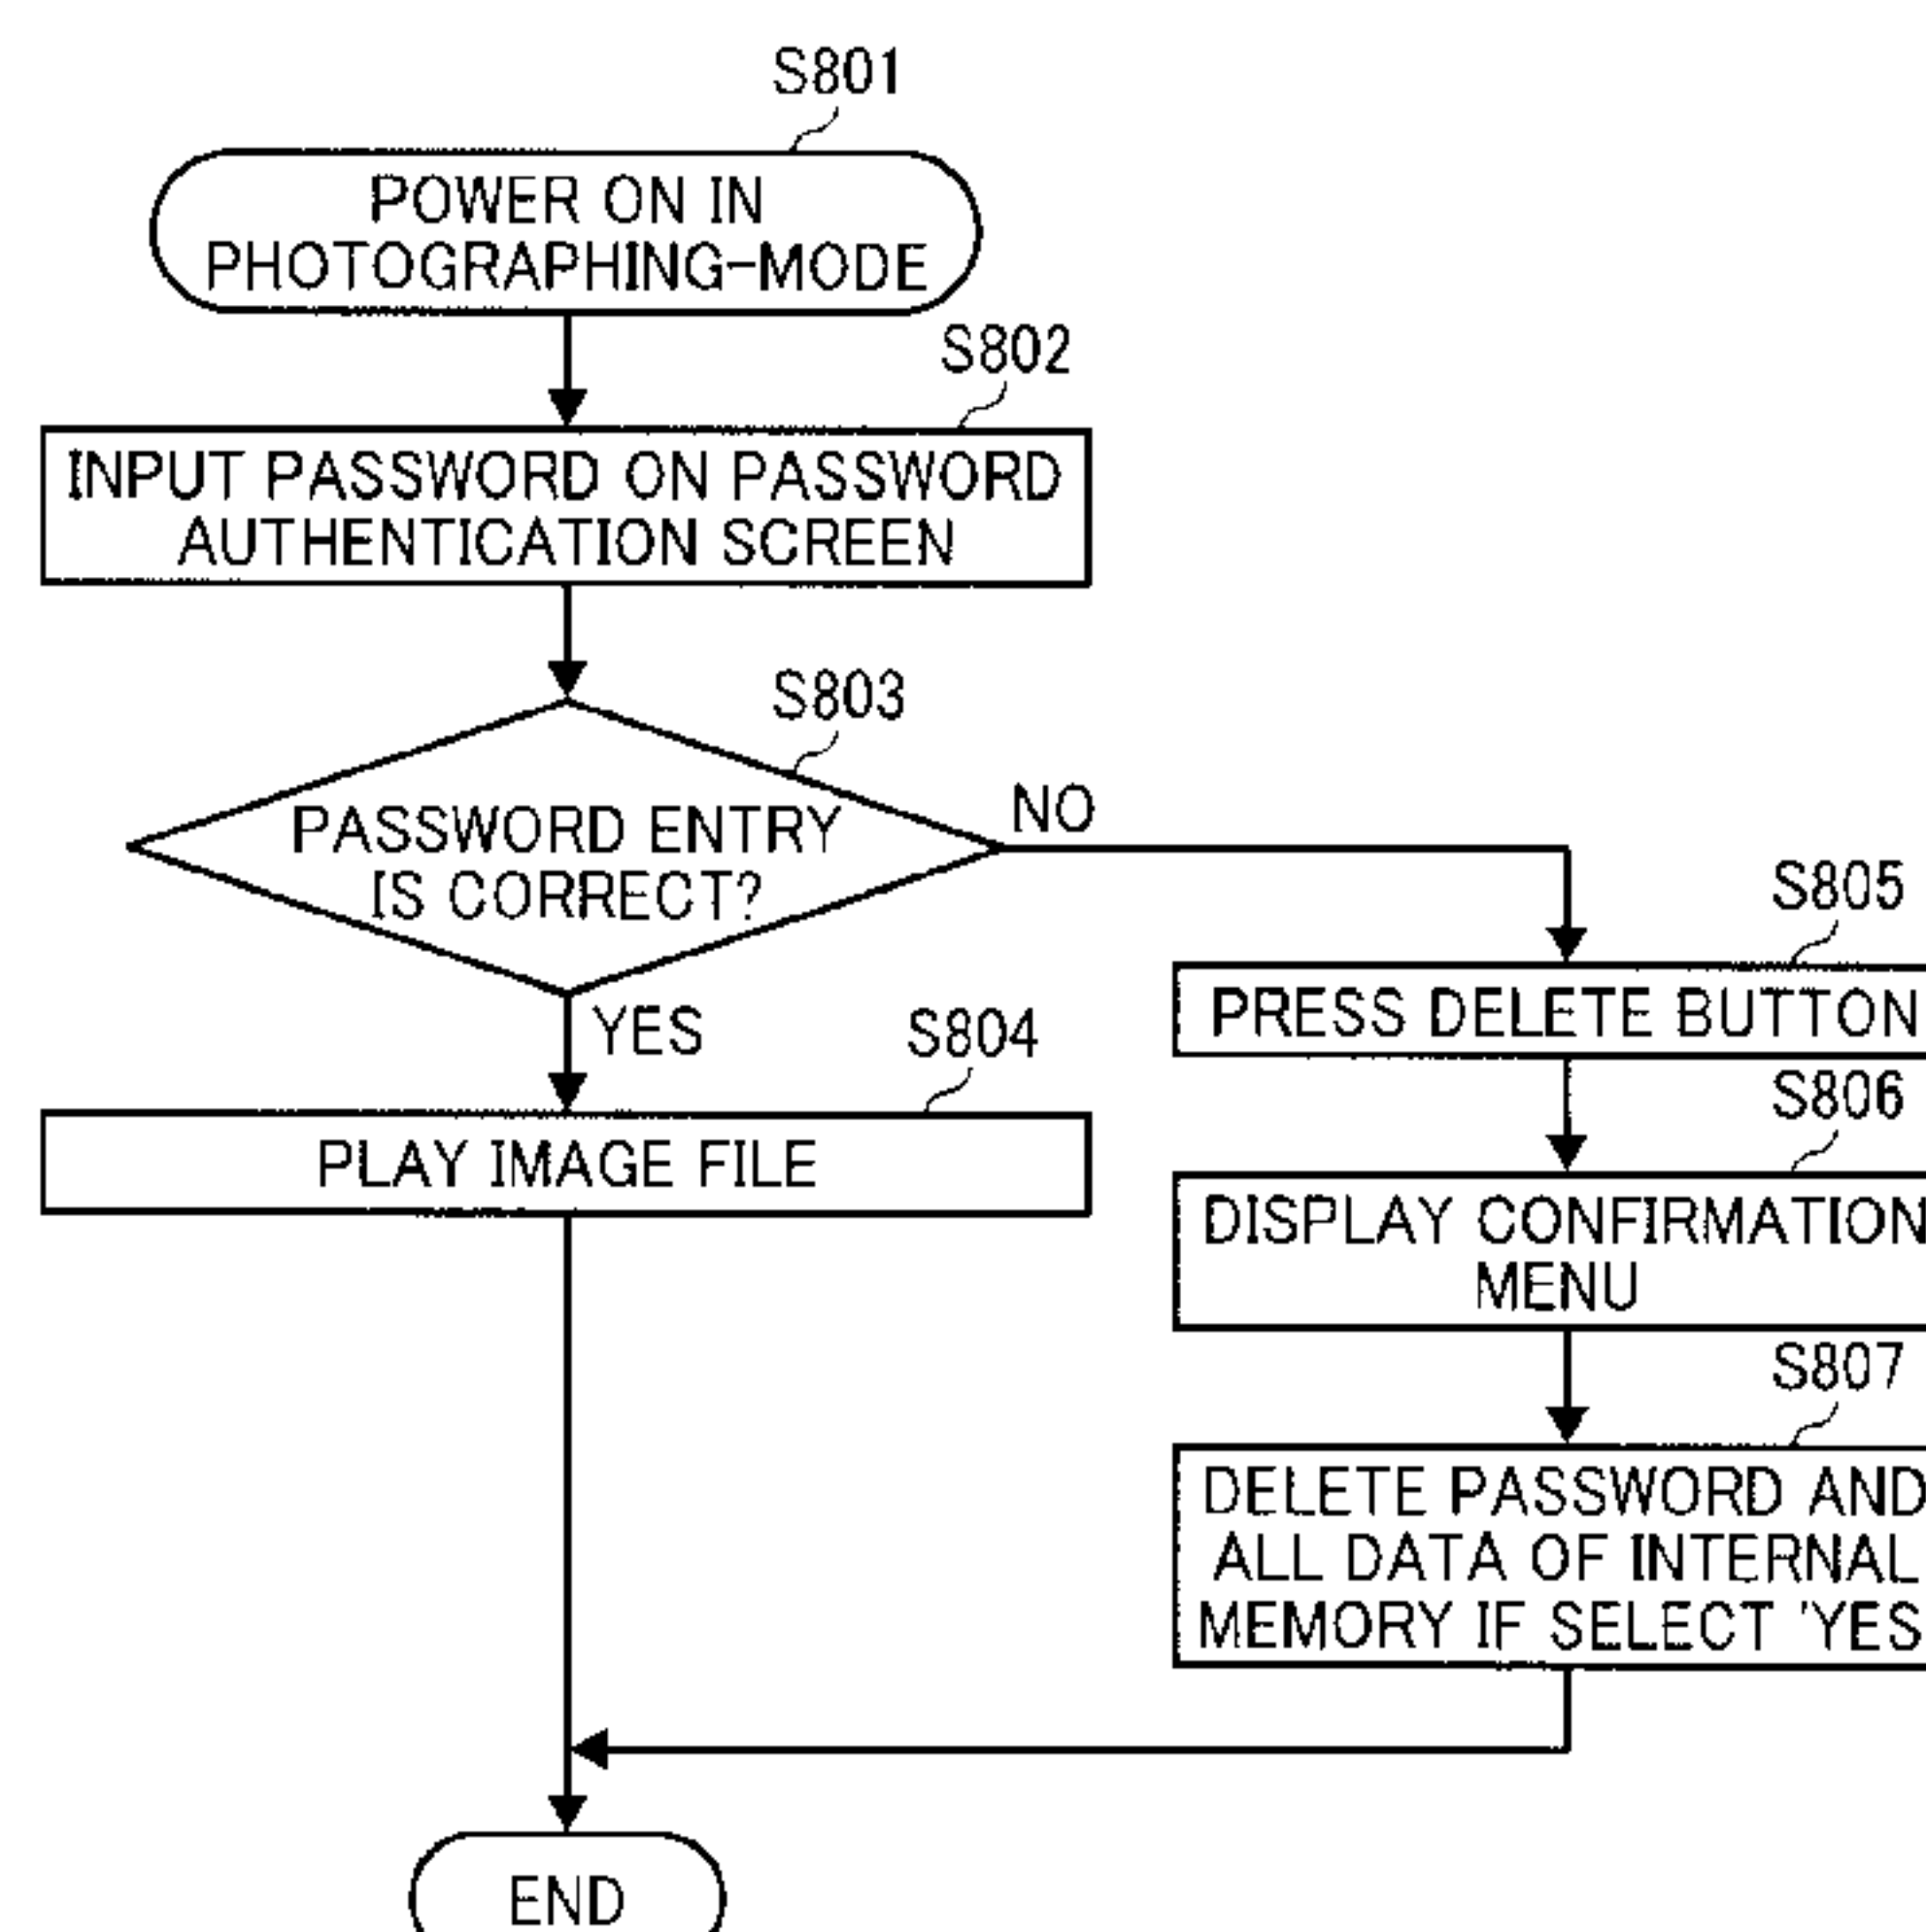 S801
POWER ON IN
PHOTOGRAPHING-MODE
S802
INPUT PASSWORD ON PASSWORD
AUTHENTICATION SCREEN
S803
PASSWORD ENTRY
IS CORRECT?
NO
YES
S804
PLAY IMAGE FILE
S805
PRESS DELETE BUTTON
S806
DISPLAY CONFIRMATION
MENU
S807
DELETE PASSWORD AND
ALL DATA OF INTERNAL
MEMORY IF SELECT 'YES
END